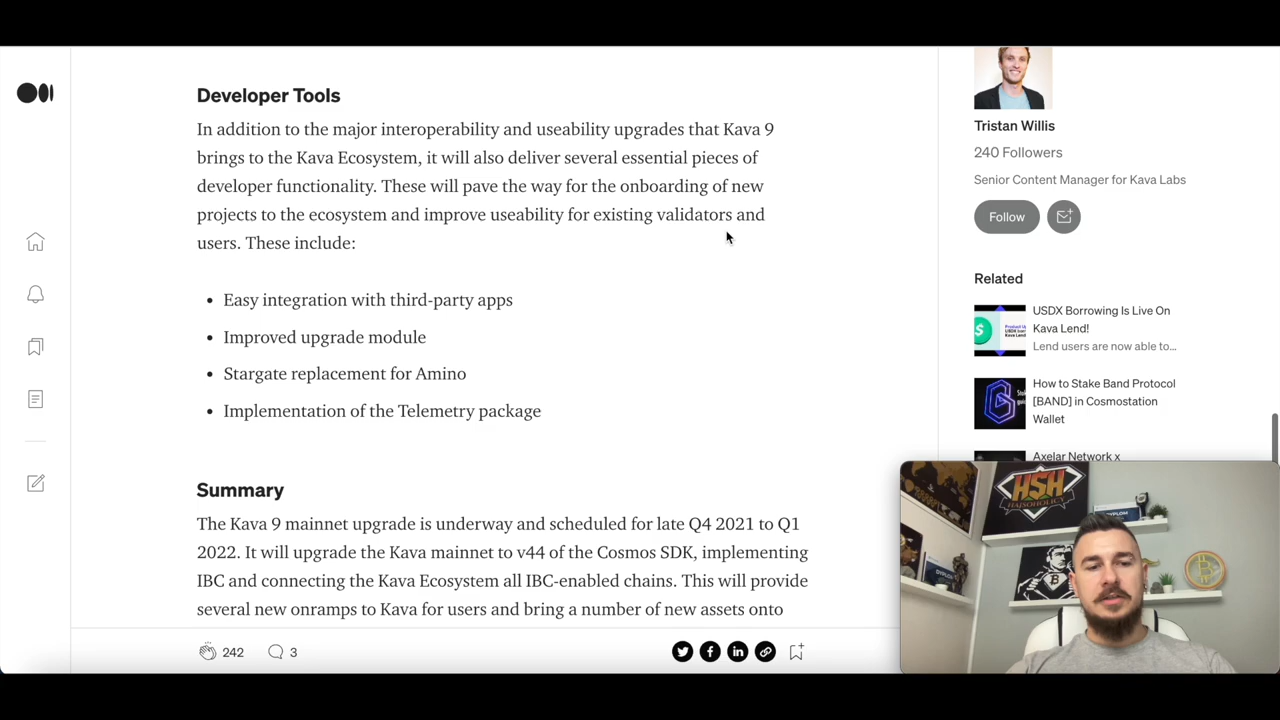 Developer Tools
In addition to the major interoperability and useability upgrades that Kava 9
brings to the Kava Ecosystem, it will also deliver several essential pieces of
developer functionality. These will pave the way for the onboarding of new
projects to the ecosystem and improve useability for existing validators and
users. These include:
• Easy integration with third-party apps
• Improved upgrade module
• Stargate replacement for Amino
• Implementation of the Telemetry package
Summary
The Kava 9 mainnet upgrade is underway and scheduled for late Q4 2021 to Q1
2022. It will upgrade the Kava mainnet to v44 of the Cosmos SDK, implementing
IBC and connecting the Kava Ecosystem all IBC-enabled chains. This will provide
several new onramps to Kava for users and bring a number of new assets onto
242
3
Tristan Willis
240 Followers
Senior Content Manager for Kava Labs
Follow
Related
USDX Borrowing Is Live On
Kava Lend!
Lend users are now able to...
How to Stake Band Protocol
[BAND] in Cosmostation
Wallet
Axelar Network x
HSH
HAJSOHOLICY
DYPLOM